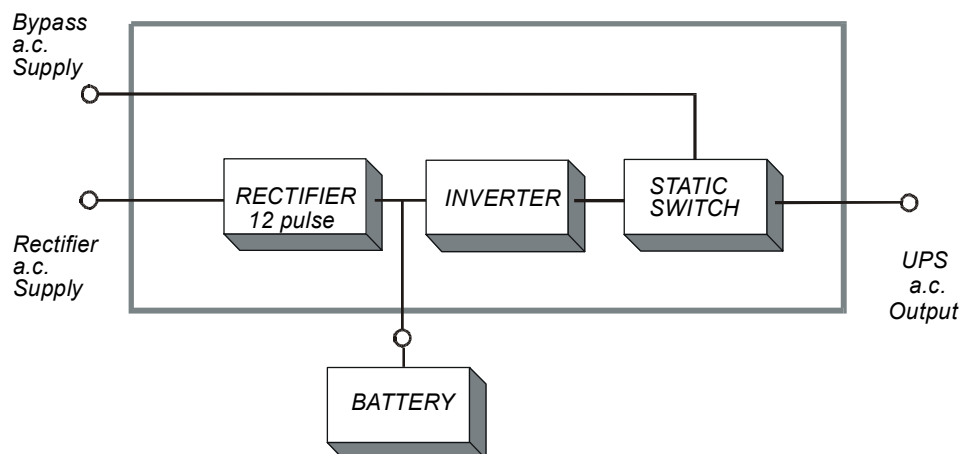 Bypass
a.c.
Supply
RECTIFIER
12 pulse
INVERTER
STATIC
SWITCH
Rectifier
a.c.
Supply
UPS
a.c.
Output
BATTERY